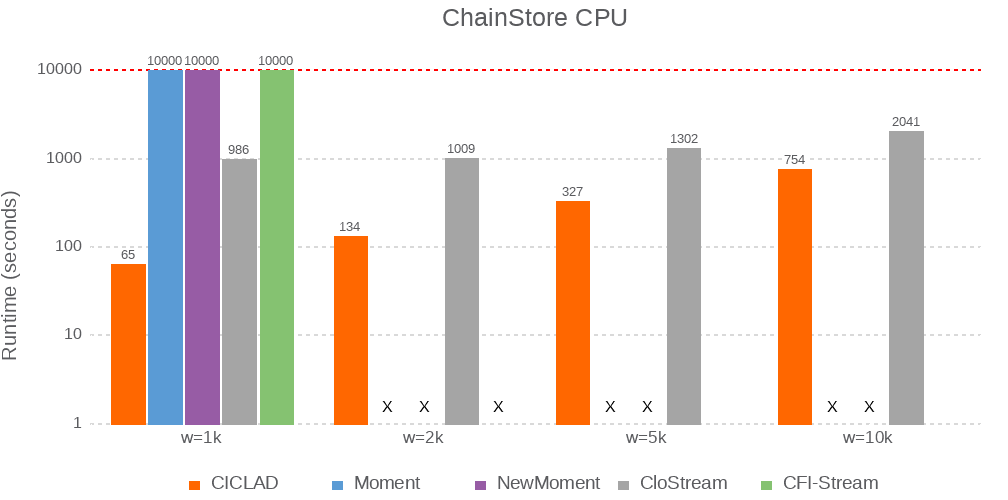 ChainStore CPU
Runtime (seconds)
10000
1000
100
10
1
65
10000
10000
986
10000
134
X
X
1009
X
327
X
X
1302
754
X
X
2041
w=1k
w=2k
w=5k
w=10k
CICLAD
Moment
NewMoment
CloStream
CFI-Stream